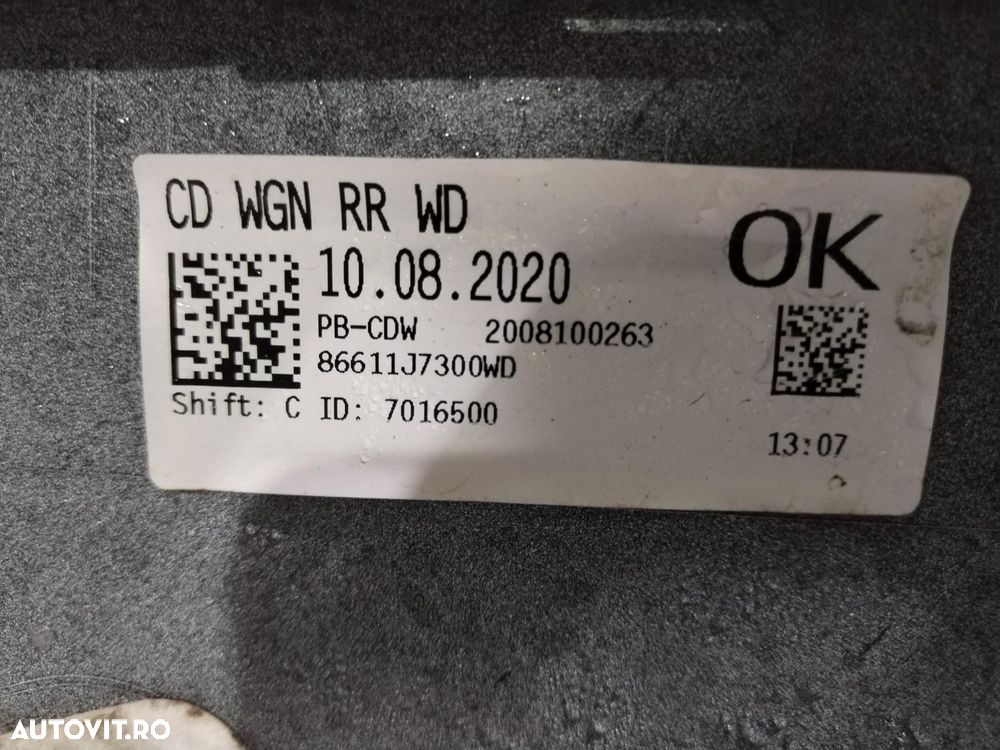 CD WGN RR WD
OK
10.08.2020
PB-CDW 2008100263
86611J7300WD
Shift: C ID: 7016500
13:07
AUTOVIT.RO